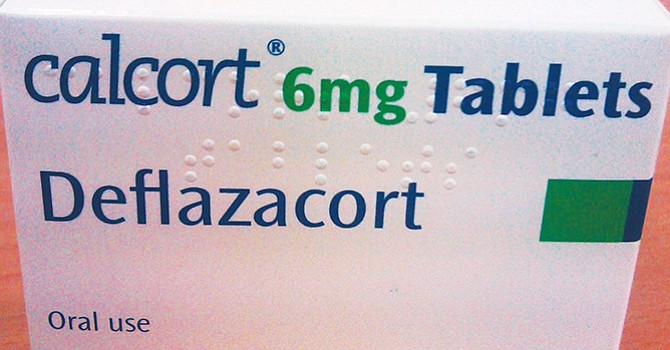 calcort® 6mg Tablets
Deflazacort
Oral use